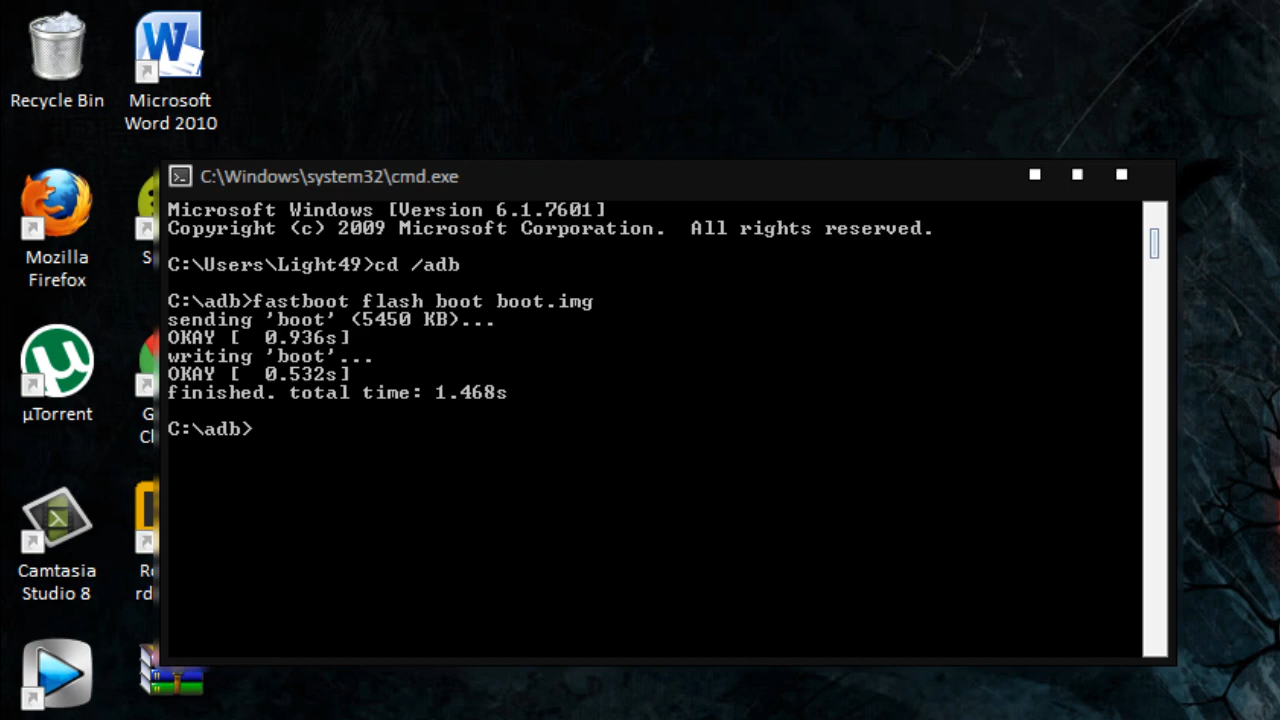 Recycle Bin
Microsoft
Word 2010
Mozilla
Firefox
µTorrent
Camtasia
Studio 8
C:\Windows\system32\cmd.exe
Microsoft Windows [Version 6.1.7601]
Copyright (c) 2009 Microsoft Corporation.  All rights reserved.
C:\Users\Light49>cd /adb
C:\adb>fastboot flash boot boot.img
sending 'boot' (5450 KB)...
OKAY [  0.936s]
writing 'boot'...
OKAY [  0.532s]
finished. total time: 1.468s
C:\adb>